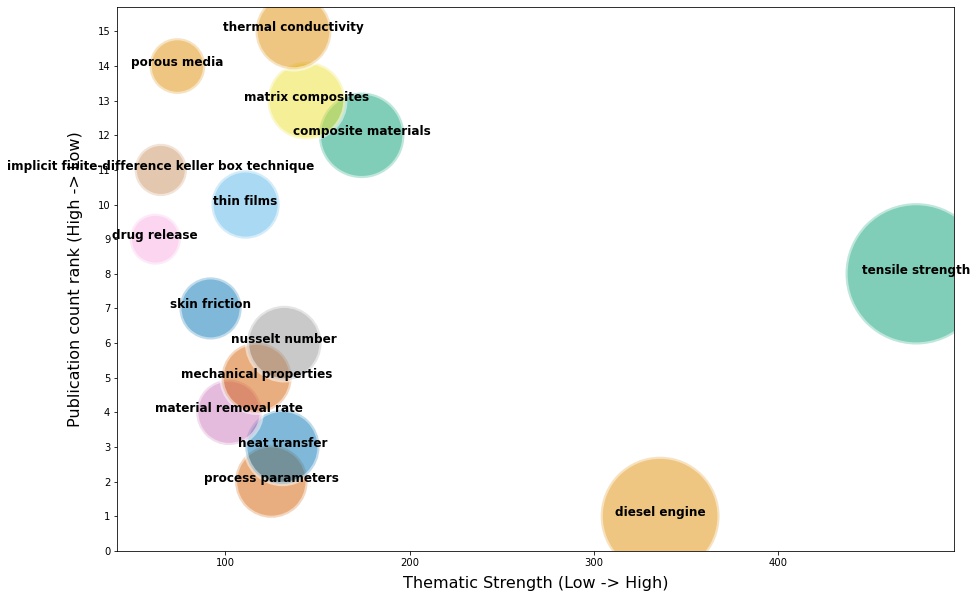 Publication count rank (High -> Low)
15
14
13
12
11
10
9
8
7
6
5
4
3
2
1
0
thermal conductivity
porous media
matrix composites
composite materials
implicit finite-difference keller box technique
thin films
drug release
tensile strength
skin friction
nusselt number
mechanical properties
material removal rate
heat transfer
process parameters
diesel engine
100 200 300 400
Thematic Strength (Low -> High)